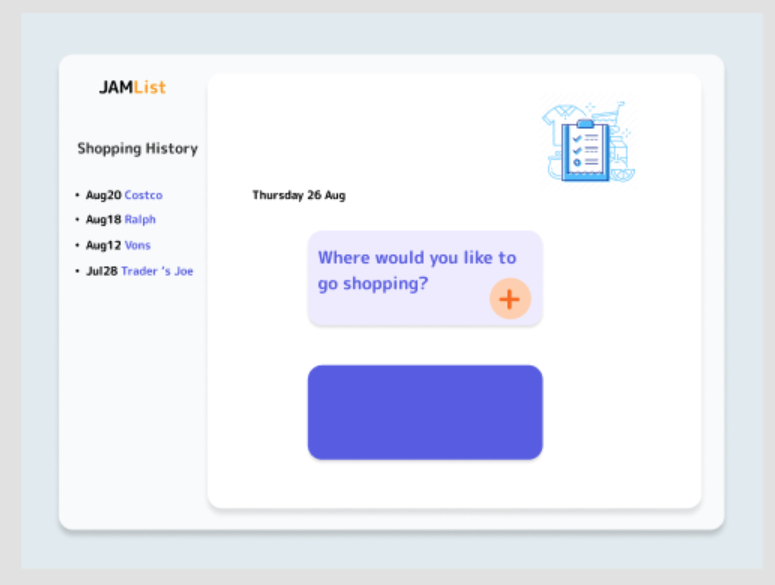 JAMList
Shopping History
• Aug20 Costco
• Aug18 Ralph
• Aug12 Vons
• Jul28 Trader 's Joe
Thursday 26 Aug
Where would you like to
go shopping?
+